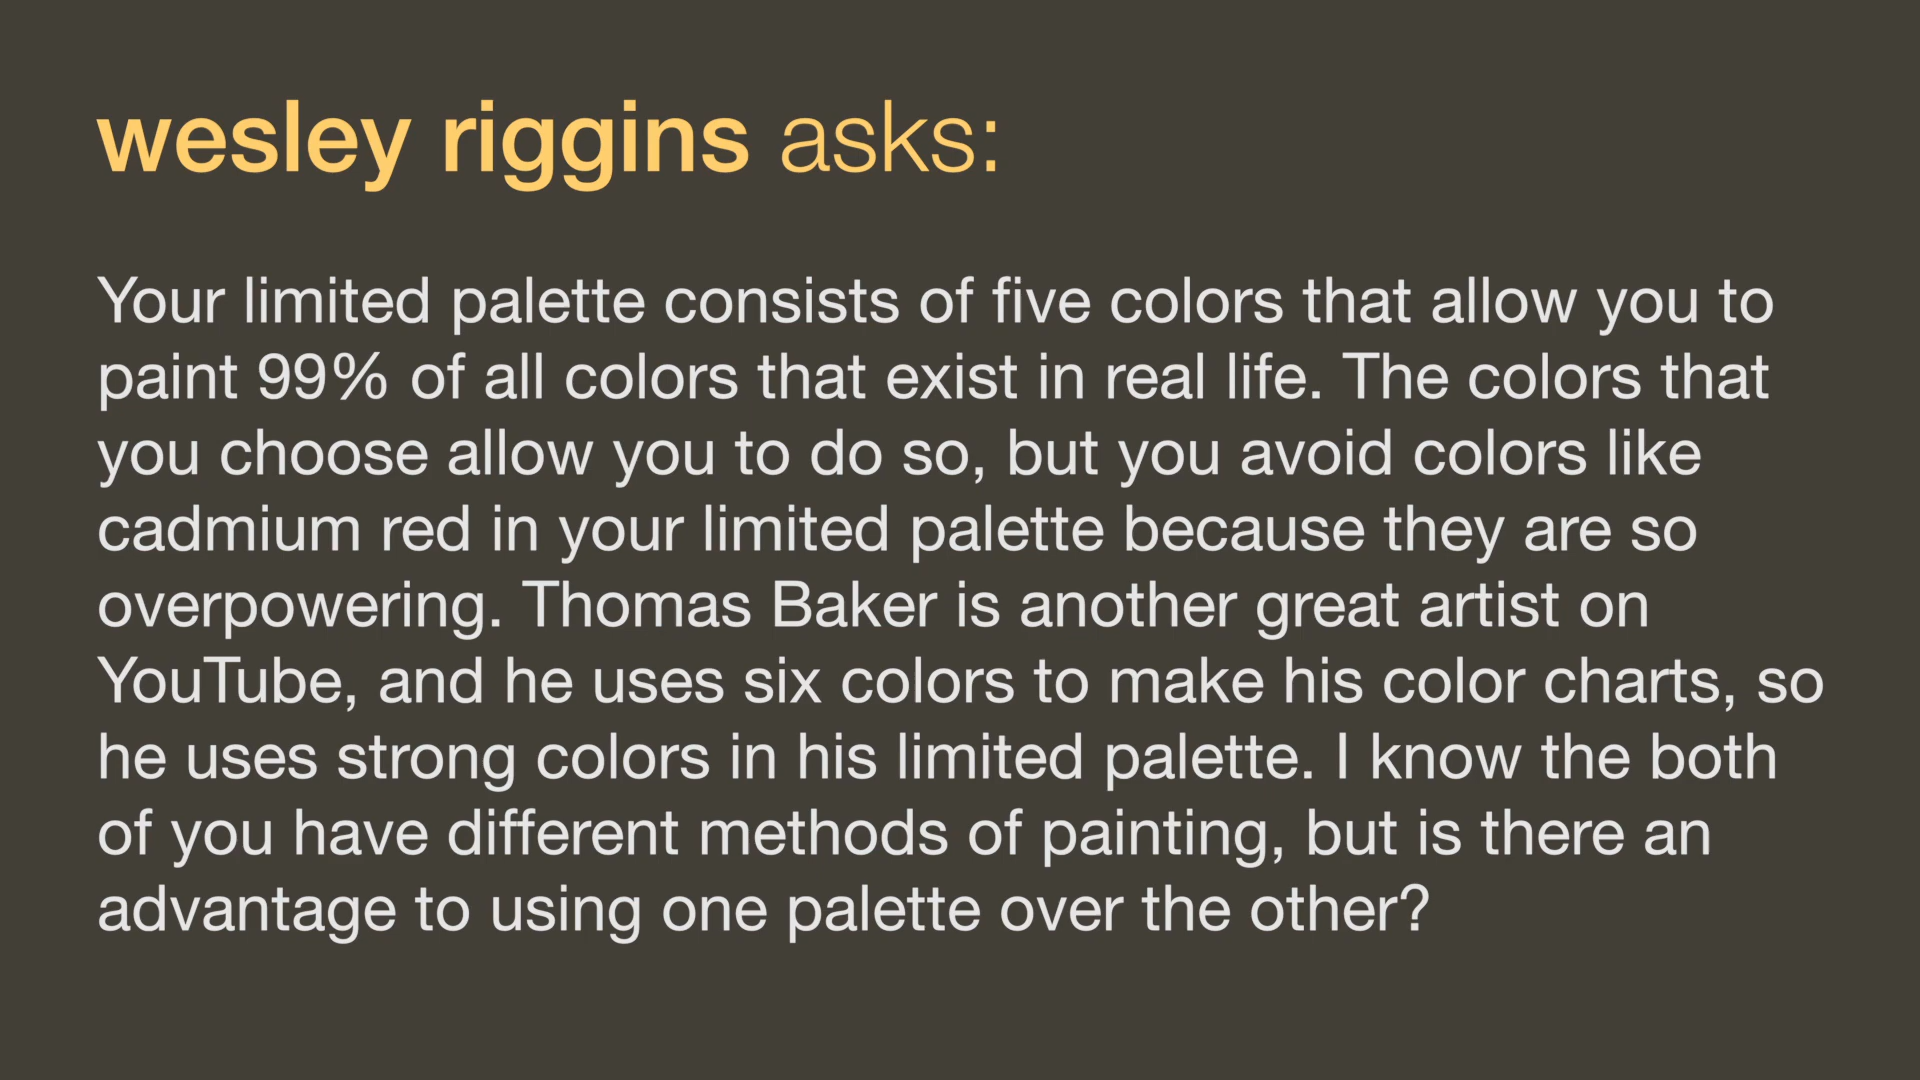 wesley riggins asks:
Your limited palette consists of five colors that allow you to
paint 99% of all colors that exist in real life. The colors that
you choose allow you to do so, but you avoid colors like
cadmium red in your limited palette because they are so
overpowering. Thomas Baker is another great artist on
YouTube, and he uses six colors to make his color charts, so
he uses strong colors in his limited palette. I know the both
of you have different methods of painting, but is there an
advantage to using one palette over the other?